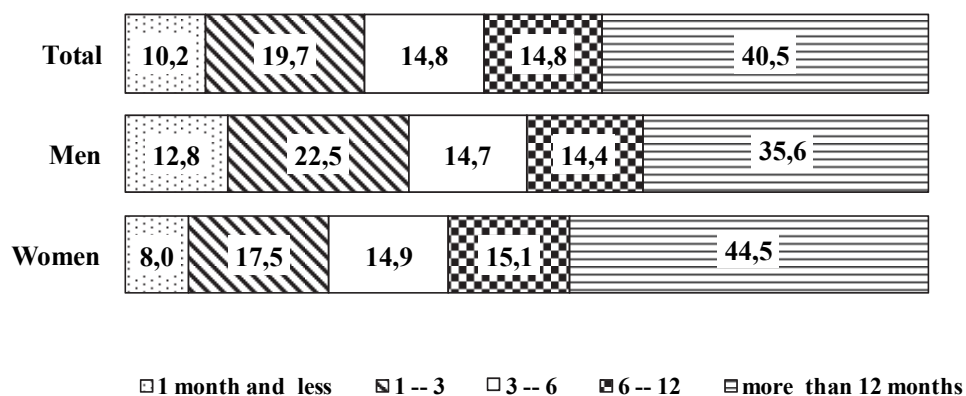 Total 10,2 19,7 14,8 14,8 40,5
Men 12,8 22,5 14,7 14,4 35,6
Women 8,0 17,5 14,9 15,1 44,5
1 month and less 1 -- 3 3 -- 6 6 -- 12 more than 12 months